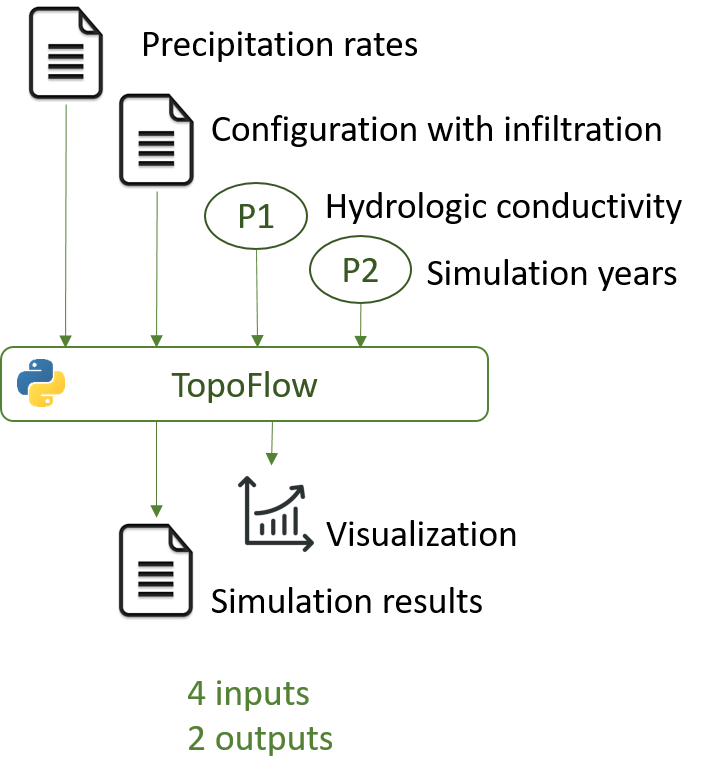 Precipitation rates
Configuration with infiltration
P1
Hydrologic conductivity
P2
Simulation years
TopoFlow
Visualization
Simulation results
4 inputs
2 outputs